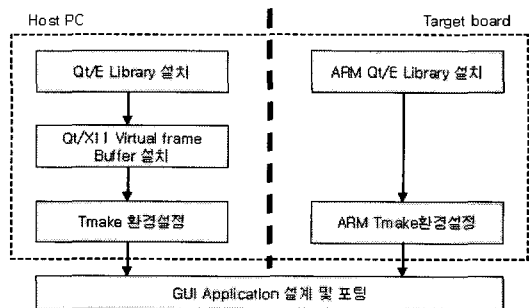 Host PC
Target board
Qt/E Library 설치
ARM Qt/E Library 설치
Qt/X11 Virtual frame
Buffer 설치
Tmake 환경설정
ARM Tmake환경설정
GUI Application 설계 및 포팅